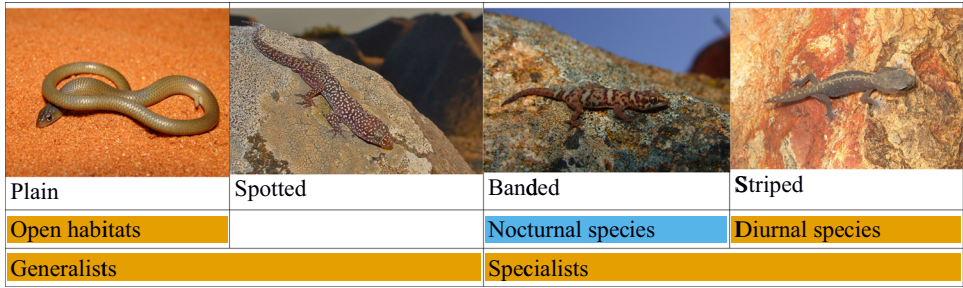 Plain
Spotted
Banded
Striped
Open habitats
Nocturnal species
Diurnal species
Generalists
Specialists